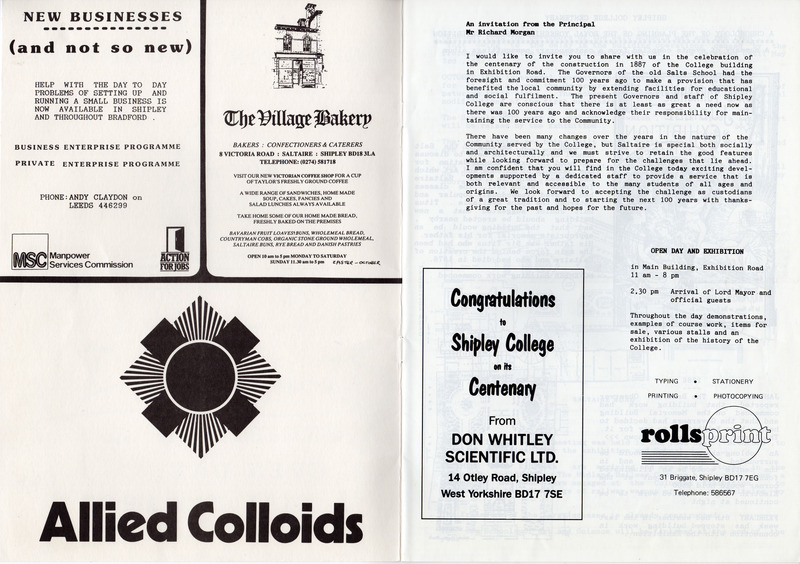 NEW BUSINESSES
(and not so new)
HELP WITH THE DAY TO DAY
PROBLEMS OF SETTING UP AND
RUNNING A SMALL BUSINESS IS
NOW AVAILABLE IN SHIPLEY
AND THROUGHOUT BRADFORD .
BUSINESS ENTERPRISE PROGRAMME
PRIVATE ENTERPRISE PROGRAMME
PHONE:ANDY CLAYDON on
LEEDS 446299
MSC Manpower
Services Commission
ACTION
FOR JOBS
The Village Bakery
BAKERS : CONFECTIONERS & CATERERS
8 VICTORIA ROAD : SALTAIRE : SHIPLEY BD18 3LA
TELEPHONE: (0274) 581718
VISIT OUR NEW VICTORIAN COFFEE SHOP FOR A CUP
OF TAYLOR'S FRESHLY GROUND COFFEE
A WIDE RANGE OF SANDWICHES, HOME MADE
SOUP, CAKES, FANCIES AND
SALAD LUNCHES ALWAYS AVAILABLE
TAKE HOME SOME OF OUR HOME MADE BREAD,
FRESHLY BAKED ON THE PREMISES
BAVARIAN FRUIT LOAVES BUNS, WHOLEMEAL BREAD,
COUNTRYMAN COBS, ORGANIC STONE GROUND WHOLEMEAL,
SALTAIRE BUNS, RYE BREAD AND DANISH PASTRIES
OPEN 10 am to 5 pm MONDAY TO SATURDAY
SUNDAY 11.30 am to 5 pm EASTER - OCTOBER
Allied Colloids
An invitation from the Principal
Mr Richard Morgan
I would like to invite you to share with us in the celebration of
the centenary of the construction in 1887 of the College building
in Exhibition Road. The Governors of the old Salts School had the
foresight and commitment 100 years ago to make a provision that has
benefited the local community by extending facilities for educational
and social fulfilment. The present Governors and staff of Shipley
College are conscious that there is at least as great a need now as
there was 100 years ago and acknowledge their responsibility for main-
taining the service to the Community.
There have been many changes over the years in the nature of the
Community served by the College, but Saltaire is special both socially
and architecturally and we must strive to retain the good features
while looking forward to prepare for the challenges that lie ahead.
I am confident that you will find in the College today exciting devel-
opments supported by a dedicated staff to provide a service that is
both relevant and accessible to the many students of all ages and
origins. We look forward to accepting the challenge as custodians
of a great tradition and to starting the next 100 years with thanks-
giving for the past and hopes for the future.
OPEN DAY AND EXHIBITION
in Main Building, Exhibition Road
11 am - 8 pm
2.30 pm Arrival of Lord Mayor and
official guests
Throughout the day demonstrations,
examples of course work, items for
sale, various stalls and an
exhibition of the history of the
College.
Congratulations
to
Shipley College
on its
Centenary
From
DON WHITLEY
SCIENTIFIC LTD.
14 Otley Road, Shipley
West Yorkshire BD17 7SE
TYPING • STATIONERY
PRINTING • PHOTOCOPYING
rollsprint
31 Briggate, Shipley BD17 7EG
Telephone: 586567